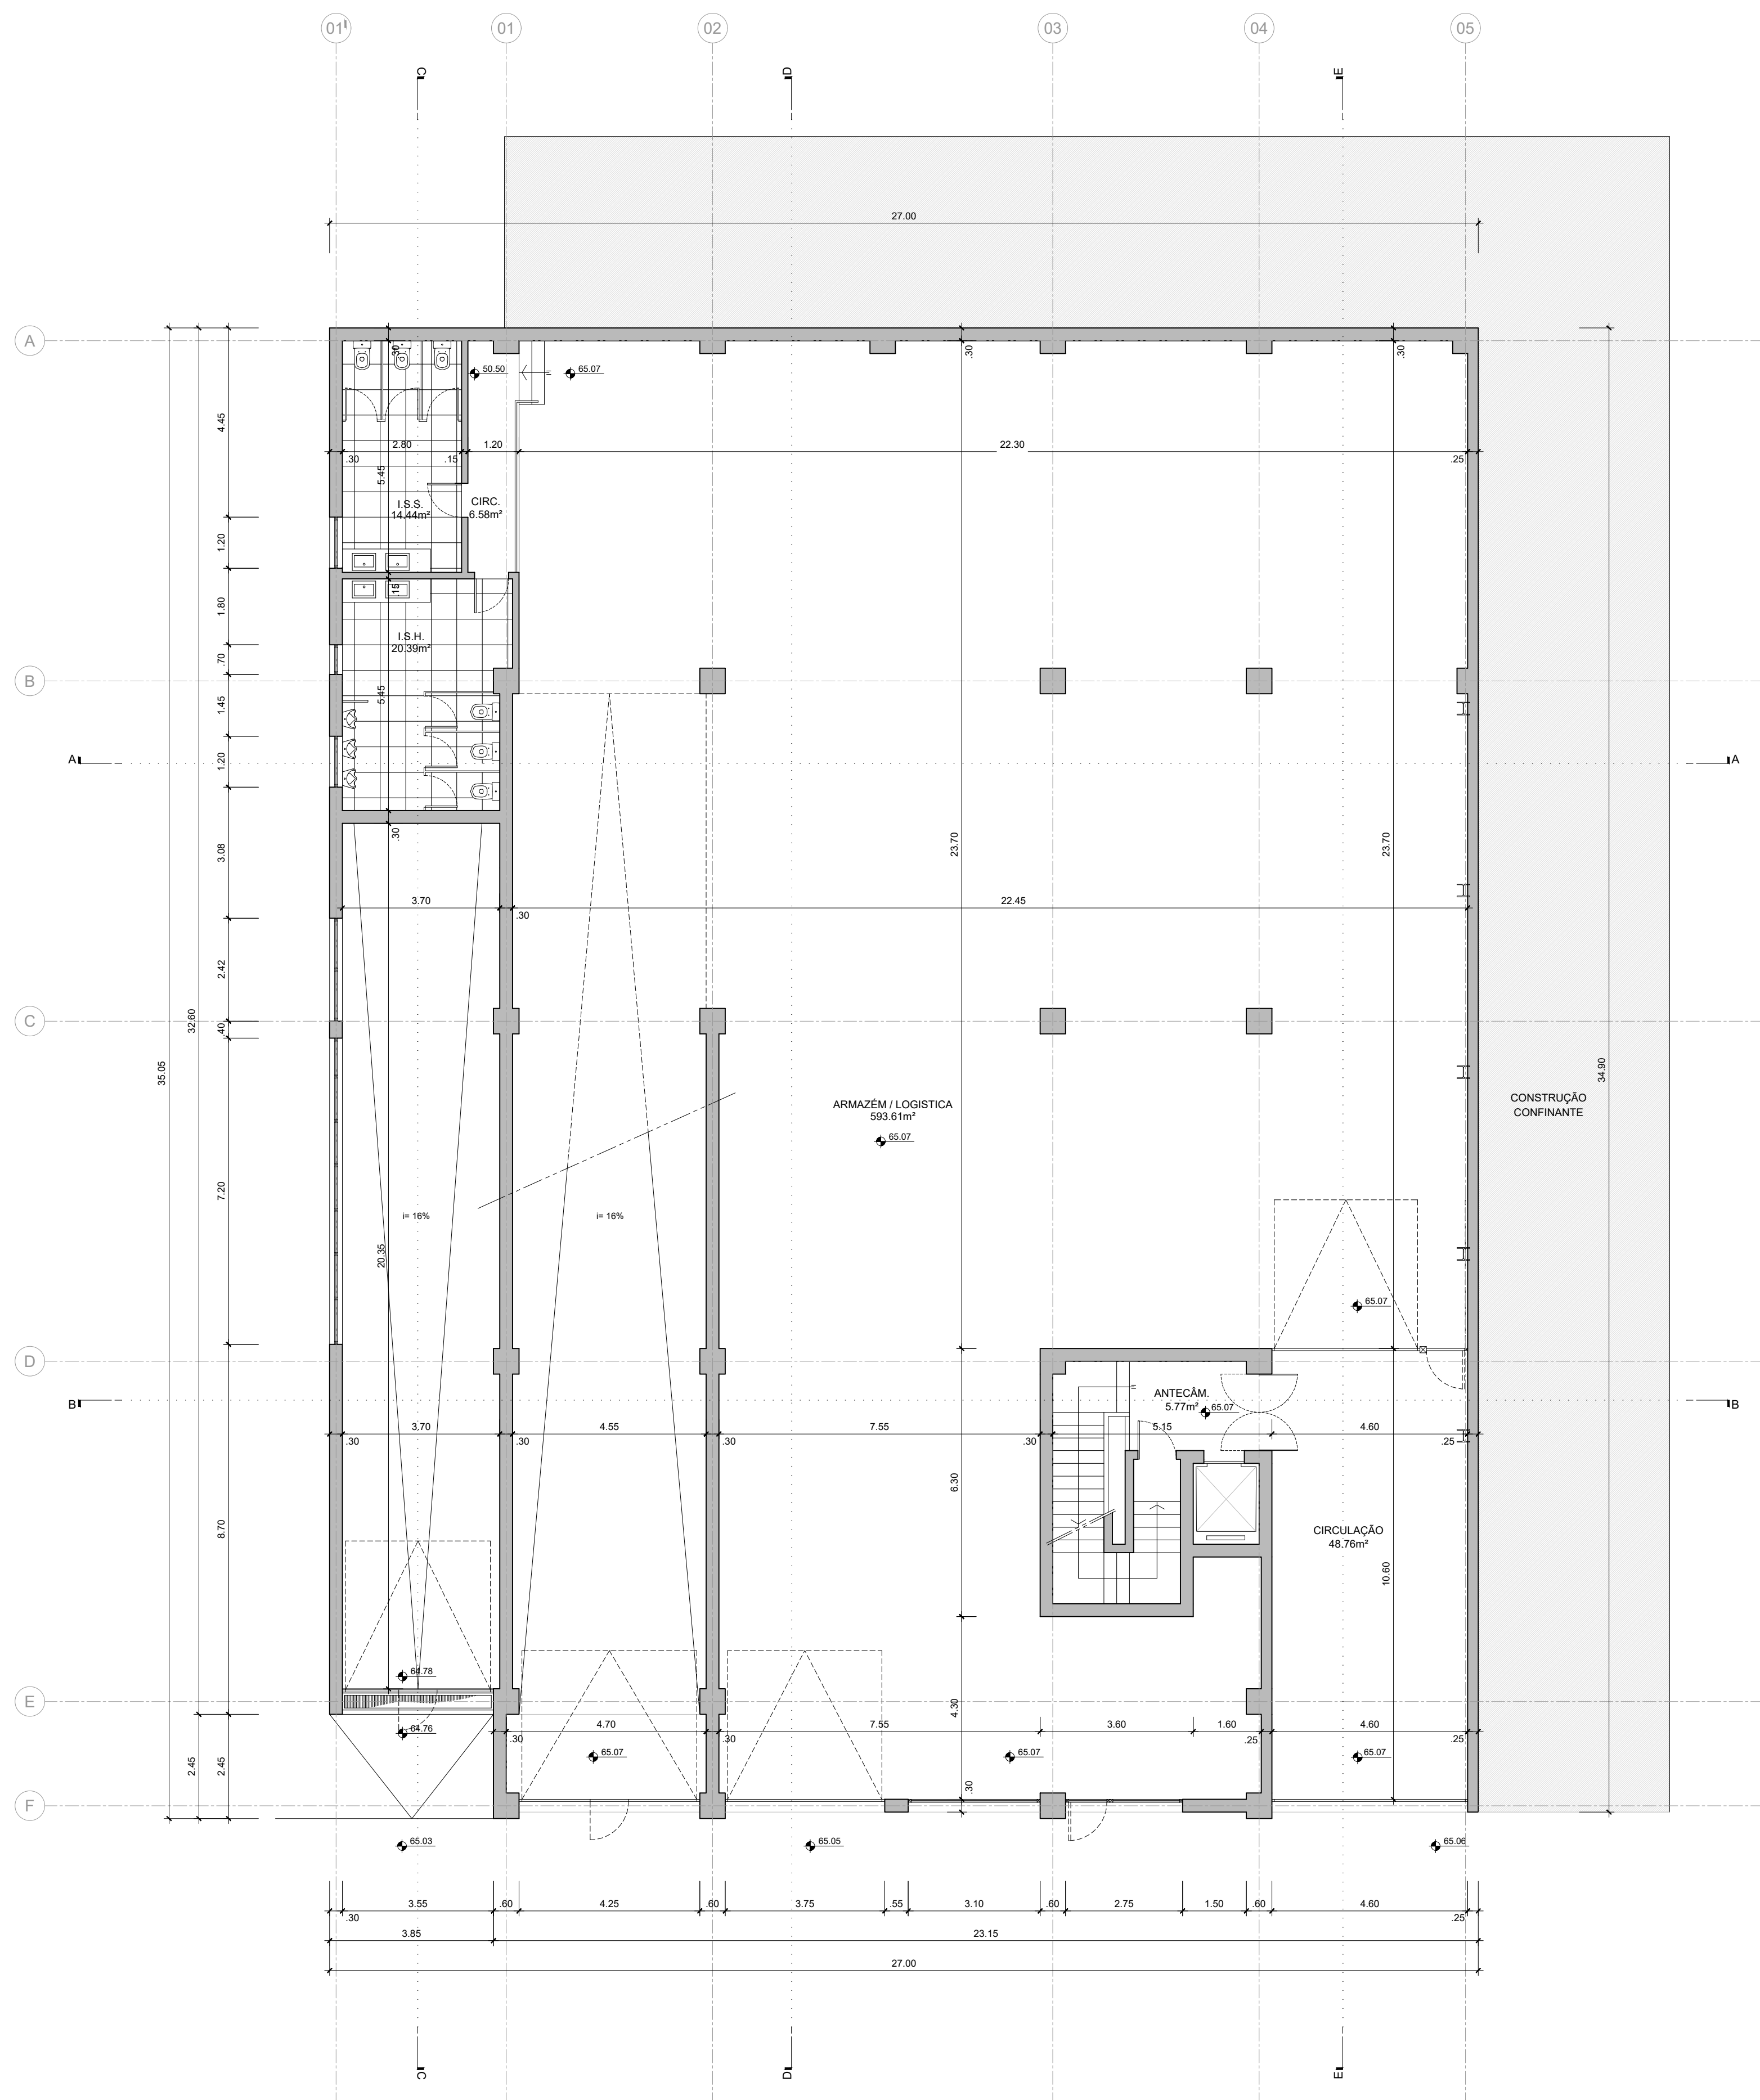 01'
01
02
03
04
05
C
D
E
27.00
A
.30
.30
.30
50.50
65.07
4.45
2.80
1.20
22.30
.30
.15
.25
5.45
I.S.S.
14.44m²
CIRC.
6.58m²
1.20
.15
1.80
I.S.H.
20.39m²
.70
B
5.45
1.45
A
1.20
A
.30
3.08
23.70
23.70
3.70
.30
22.45
2.42
C
.40
32.60
35.05
34.90
ARMAZÉM / LOGISTICA
593.61m²
65.07
CONSTRUÇÃO
CONFINANTE
7.20
i= 16%
i= 16%
20.35
65.07
D
ANTECÂM.
5.77m²
65.07
B
B
.30
3.70
.30
4.55
.30
7.55
.30
5.15
4.60
.25
6.30
8.70
CIRCULAÇÃO
48.76m²
10.60
64.78
E
4.30
64.76
.30
4.70
.30
7.55
3.60
1.60
.25
4.60
.25
65.07
65.07
65.07
2.45
2.45
.30
F
65.03
65.05
65.06
.30
3.55
.60
4.25
.60
3.75
.55
3.10
.60
2.75
1.50
.60
4.60
.25
3.85
23.15
27.00
C
D
E